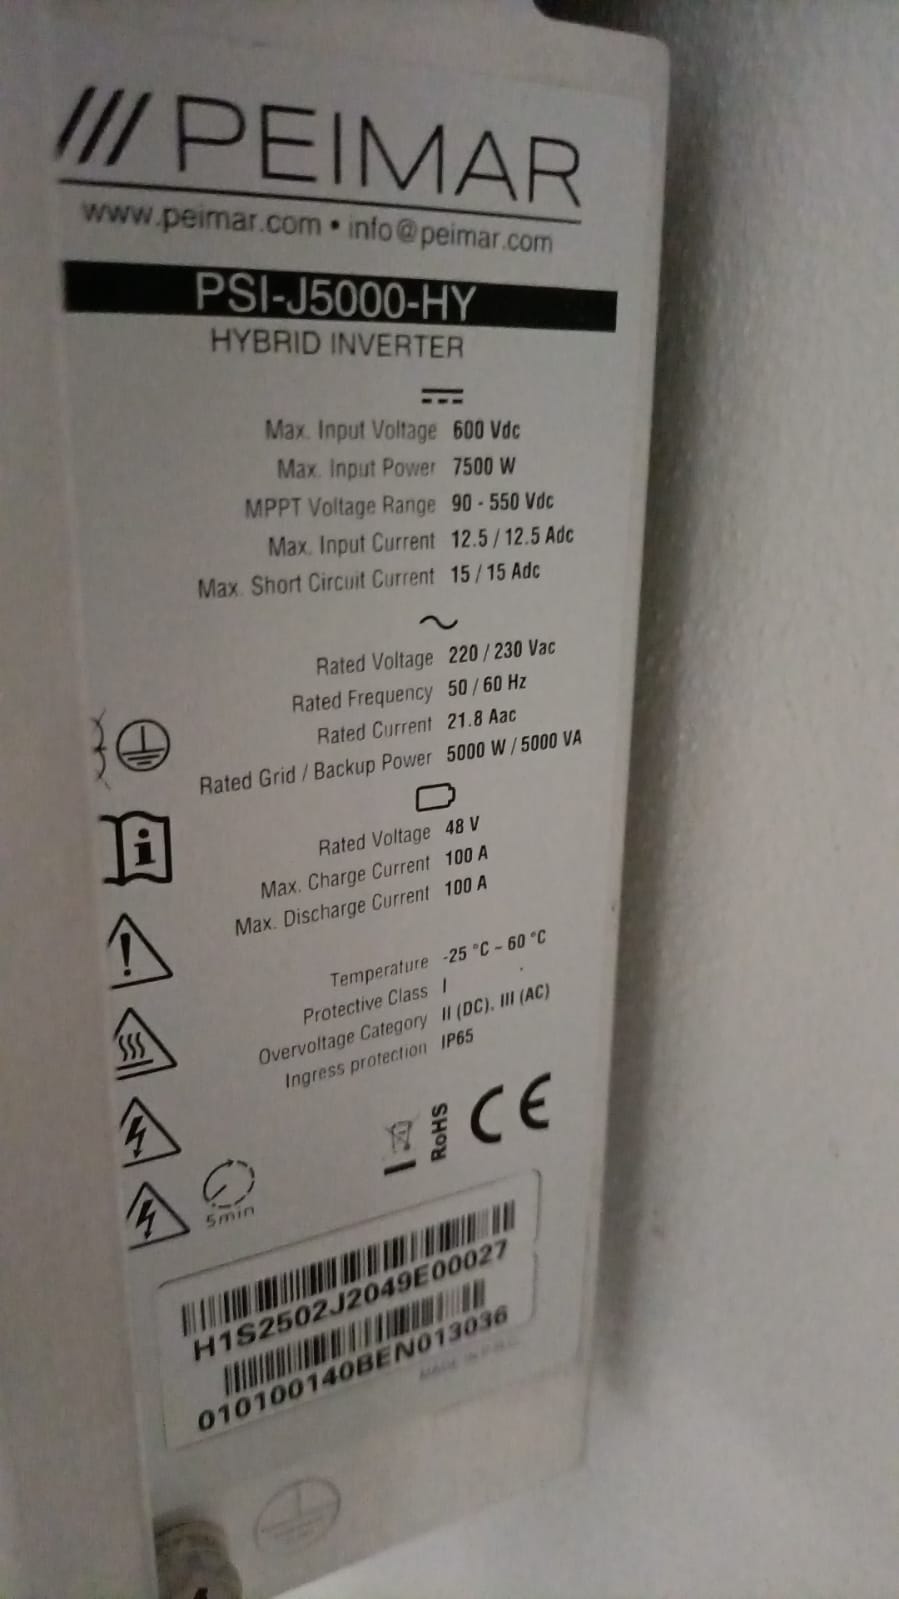 PEIMAR
www.peimar.com • info@peimar.com
PSI-J5000-HY
HYBRID INVERTER
Max. Input Voltage 600 Vdc
Max. Input Power 7500 W
MPPT Voltage Range 90 - 550 Vdc
Max. Input Current 12.5 / 12.5 Adc
Max. Short Circuit Current 15 / 15 Adc
Rated Voltage 220 / 230 Vac
Rated Frequency 50 / 60 Hz
Rated Current 21.8 Aac
Rated Grid / Backup Power 5000 W / 5000 VA
Rated Voltage 48 V
Max. Charge Current 100 A
Max. Discharge Current 100 A
Temperature -25 °C ~ 60 °C
Protective Class I
Overvoltage Category II (DC), III (AC)
Ingress protection IP65
RoHS CE
5min
H1S2502J2049E00027
010100140BEN013036
MADE IN